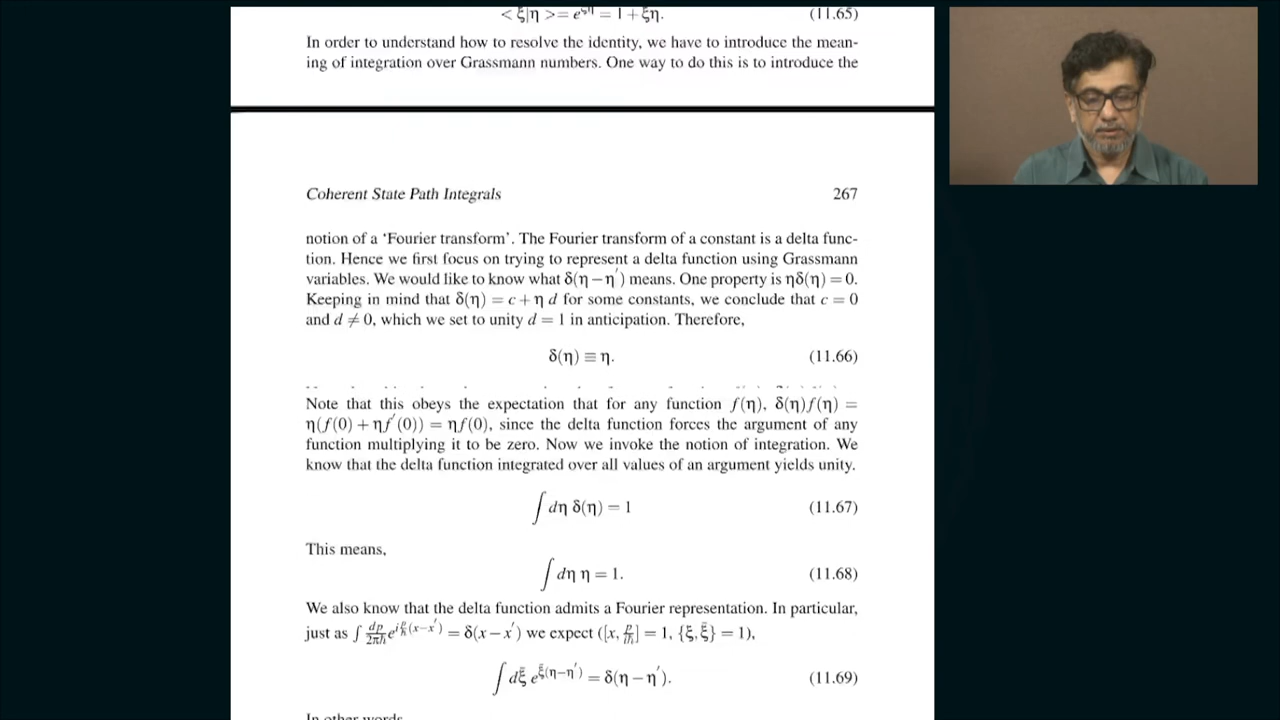 < ξ|η >= e^{ξη} = 1 + ξη. (11.65)
In order to understand how to resolve the identity, we have to introduce the mean-
ing of integration over Grassmann numbers. One way to do this is to introduce the
Coherent State Path Integrals 267
notion of a ‘Fourier transform’. The Fourier transform of a constant is a delta func-
tion. Hence we first focus on trying to represent a delta function using Grassmann
variables. We would like to know what δ(η−η′) means. One property is ηδ(η) = 0.
Keeping in mind that δ(η) = c+η d for some constants, we conclude that c = 0
and d ≠ 0, which we set to unity d = 1 in anticipation. Therefore,
δ(η) ≡ η. (11.66)
Note that this obeys the expectation that for any function f(η), δ(η)f(η) =
η(f(0)+ηf′(0)) = ηf(0), since the delta function forces the argument of any
function multiplying it to be zero. Now we invoke the notion of integration. We
know that the delta function integrated over all values of an argument yields unity.
∫ dη δ(η) = 1 (11.67)
This means,
∫ dη η = 1. (11.68)
We also know that the delta function admits a Fourier representation. In particular,
just as ∫ dp/2πħ e^{i p/ħ (x−x′)} = δ(x−x′) we expect ([x, p/iħ] = 1, {ξ, ξ̄} = 1),
∫ dξ̄ e^{ξ̄(η−η′)} = δ(η−η′). (11.69)
In other words